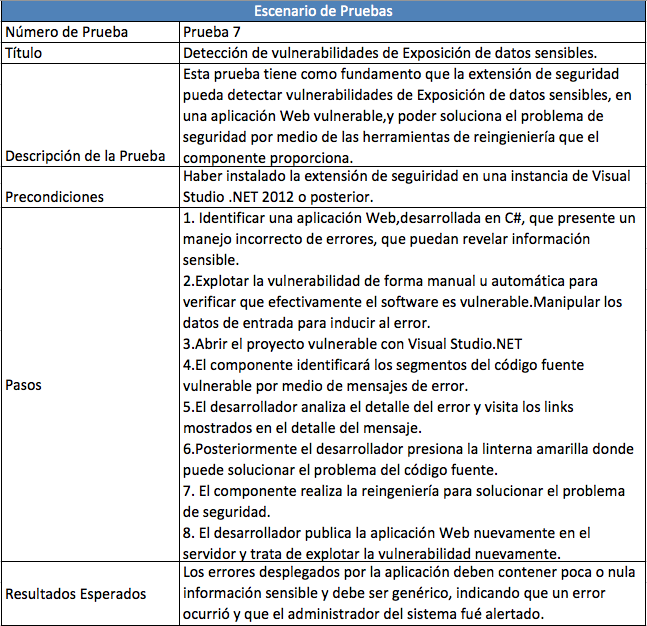 Escenario de Pruebas
Número de Prueba
Prueba 7
Título
Detección de vulnerabilidades de Exposición de datos sensibles.
Descripción de la Prueba
Esta prueba tiene como fundamento que la extensión de seguridad
pueda detectar vulnerabilidades de Exposición de datos sensibles, en
una aplicación Web vulnerable,y poder soluciona el problema de
seguridad por medio de las herramientas de reingieniería que el
componente proporciona.
Precondiciones
Haber instalado la extensión de seguiridad en una instancia de Visual
Studio .NET 2012 o posterior.
Pasos
1. Identificar una aplicación Web,desarrollada en C#, que presente un
manejo incorrecto de errores, que puedan revelar información
sensible.
2.Explotar la vulnerabilidad de forma manual u automática para
verificar que efectivamente el software es vulnerable.Manipular los
datos de entrada para inducir al error.
3.Abrir el proyecto vulnerable con Visual Studio.NET
4.El componente identificará los segmentos del código fuente
vulnerable por medio de mensajes de error.
5.El desarrollador analiza el detalle del error y visita los links
mostrados en el detalle del mensaje.
6.Posteriormente el desarrollador presiona la linterna amarilla donde
puede solucionar el problema del código fuente.
7. El componente realiza la reingeniería para solucionar el problema
de seguridad.
8. El desarrollador publica la aplicación Web nuevamente en el
servidor y trata de explotar la vulnerabilidad nuevamente.
Resultados Esperados
Los errores desplegados por la aplicación deben contener poca o nula
información sensible y debe ser genérico, indicando que un error
ocurrió y que el administrador del sistema fué alertado.